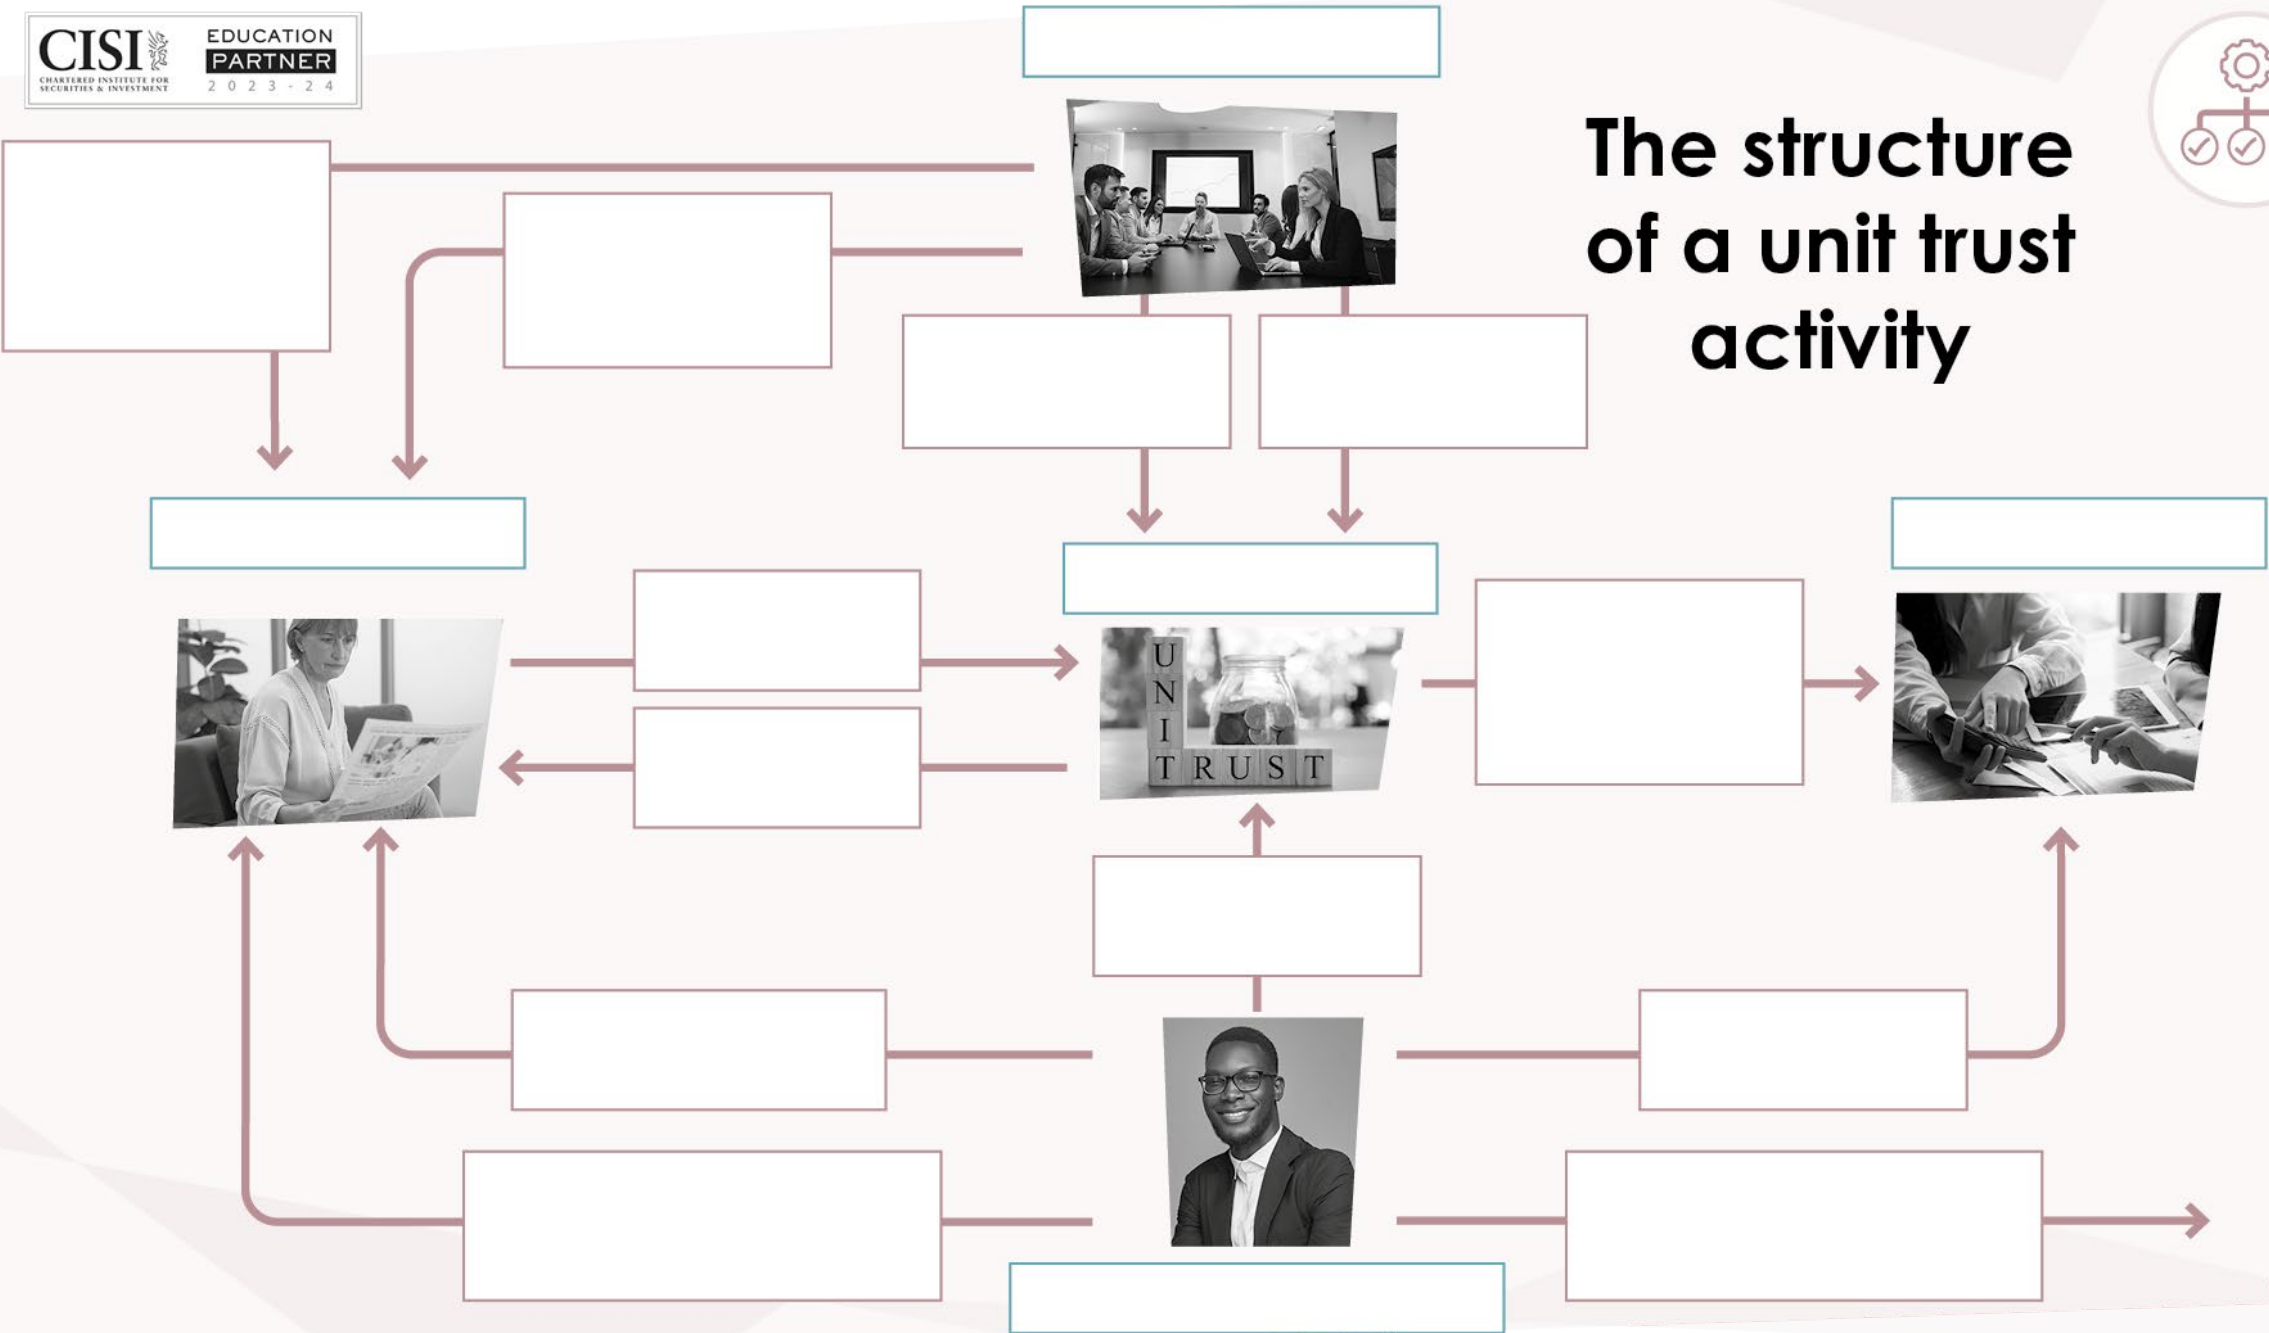 CISI
CHARTERED INSTITUTE FOR
SECURITIES & INVESTMENT
EDUCATION
PARTNER
2023-24
The structure
of a unit trust
activity
U
N
I
T TRUST